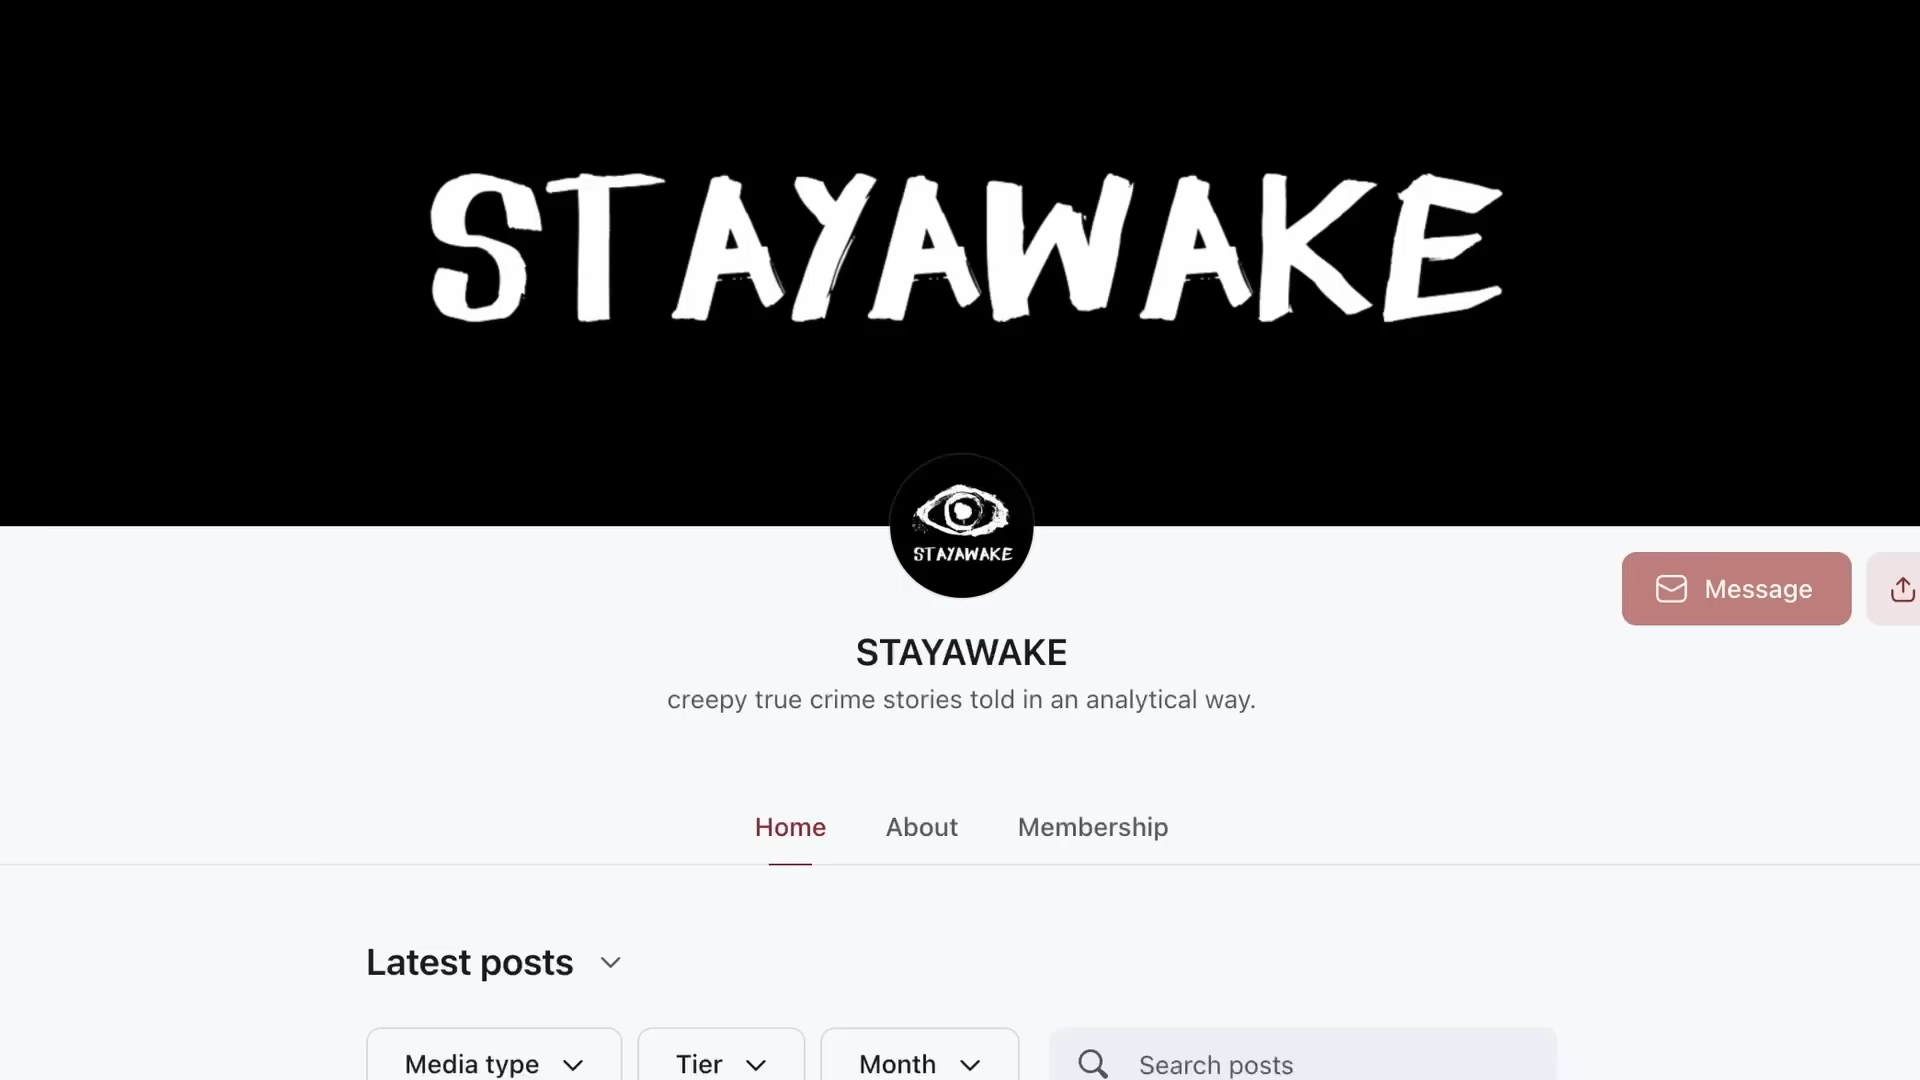 STAYAWAKE
STAYAWAKE
Message
STAYAWAKE
creepy true crime stories told in an analytical way.
Home About Membership
Latest posts
Media type Tier Month Search posts